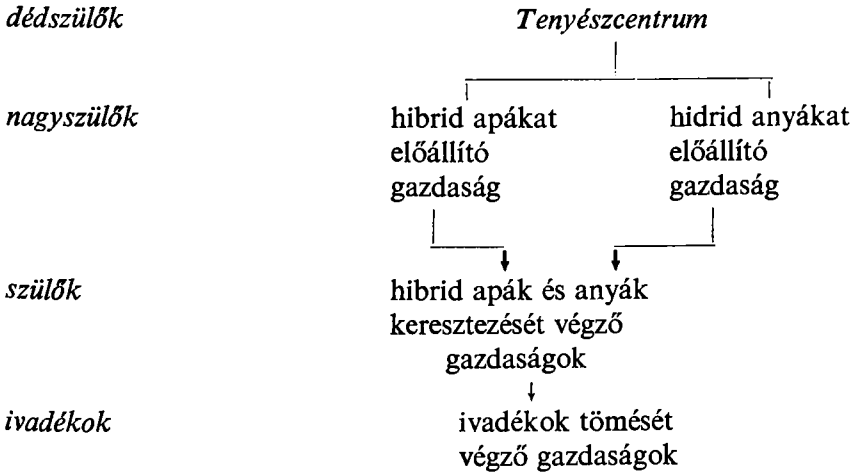 dédszülők Tenyészcentrum
nagyszülők hibrid apákat hidrid anyákat
előállító előállító
gazdaság gazdaság
szülők hibrid apák és anyák
keresztezését végző
gazdaságok
ivadékok ivadékok tömését
végző gazdaságok